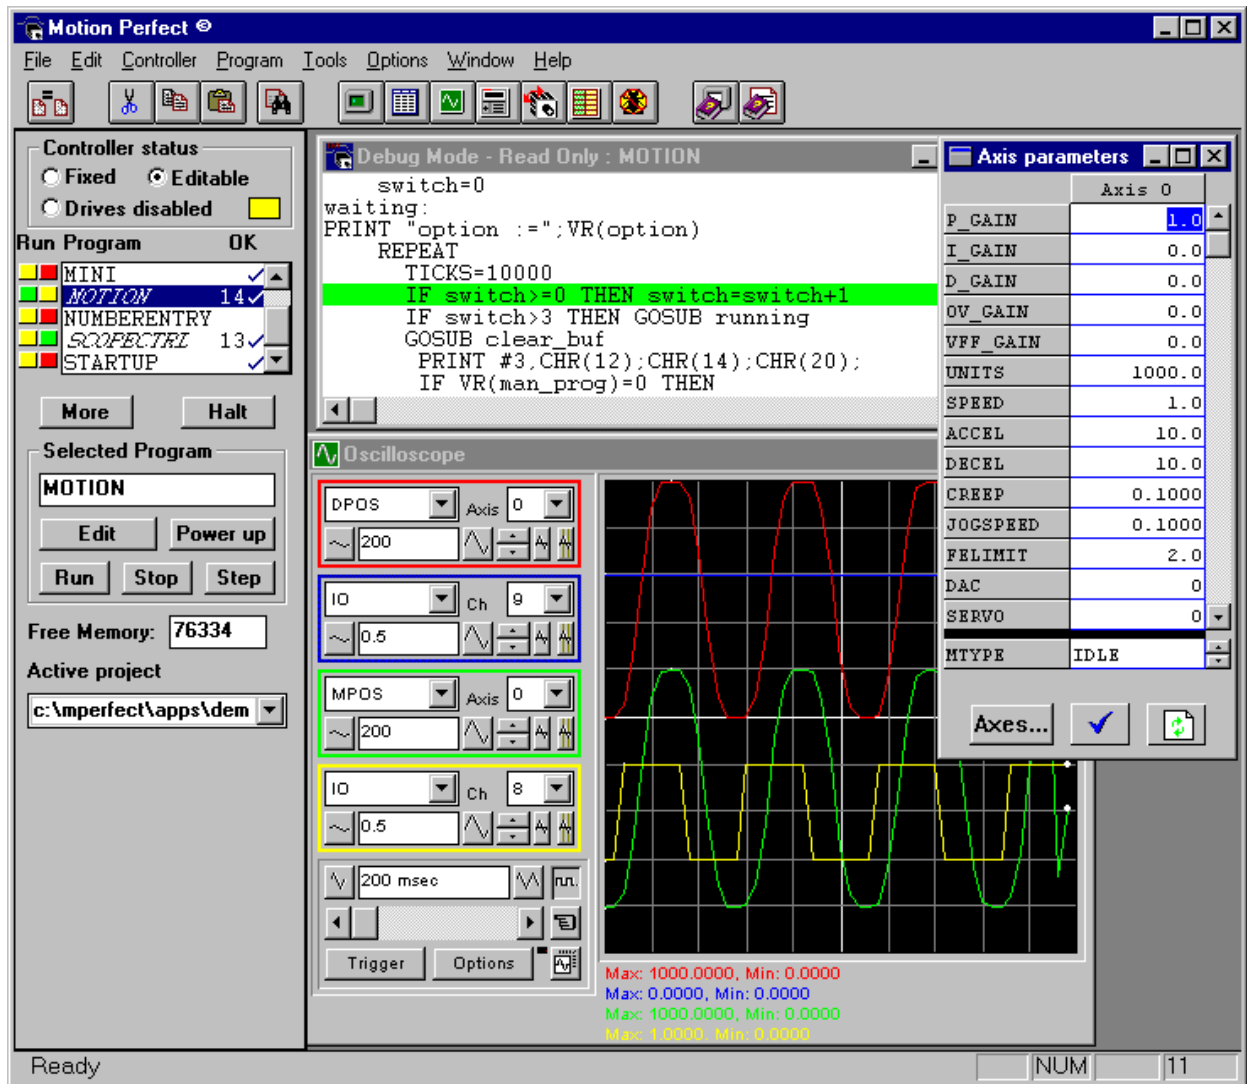 Motion Perfect ©
File Edit Controller Program Tools Options Window Help
Controller status
Fixed Editable
Drives disabled
Run Program OK
MINI
MOTION 14
NUMBERENTRY
SCOPECTRL 13
STARTUP
More Halt
Selected Program
MOTION
Edit Power up
Run Stop Step
Free Memory: 76334
Active project
c:\mperfect\apps\dem
Debug Mode - Read Only : MOTION
switch=0
waiting:
PRINT "option :=";VR(option)
REPEAT
TICKS=10000
IF switch>=0 THEN switch=switch+1
IF switch>3 THEN GOSUB running
GOSUB clear_buf
PRINT #3,CHR(12);CHR(14);CHR(20);
IF VR(man_prog)=0 THEN
Oscilloscope
DPOS Axis 0
200
IO Ch 9
0.5
MPOS Axis 0
200
IO Ch 8
0.5
200 msec
Trigger Options
Max: 1000.0000, Min: 0.0000
Max: 0.0000, Min: 0.0000
Max: 1000.0000, Min: 0.0000
Max: 1.0000, Min: 0.0000
Axis parameters
Axis 0
P_GAIN 1.0
I_GAIN 0.0
D_GAIN 0.0
OV_GAIN 0.0
VFF_GAIN 0.0
UNITS 1000.0
SPEED 1.0
ACCEL 10.0
DECEL 10.0
CREEP 0.1000
JOGSPEED 0.1000
FELIMIT 2.0
DAC 0
SERVO 0
MTYPE IDLE
Axes...
Ready NUM 11